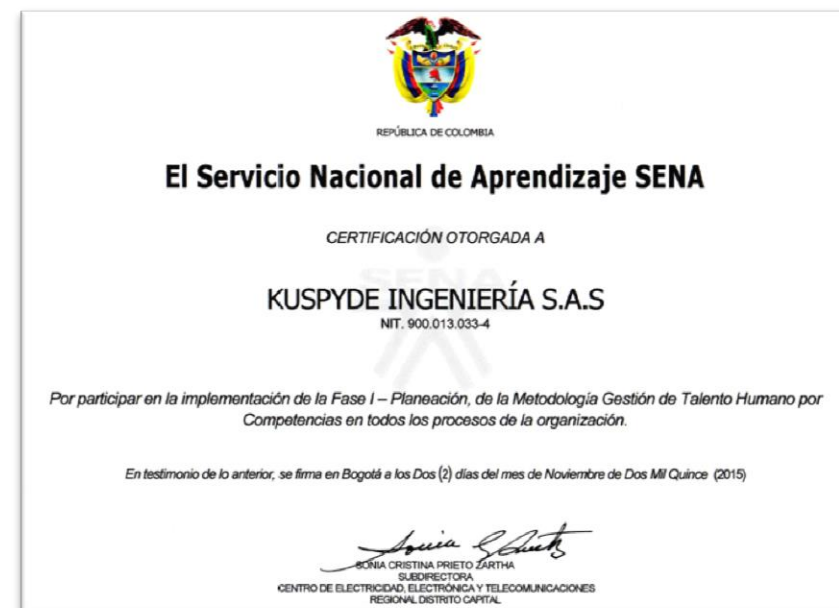 REPÚBLICA DE COLOMBIA
El Servicio Nacional de Aprendizaje SENA
CERTIFICACIÓN OTORGADA A
SENA
KUSPYDE INGENIERÍA S.A.S
NIT. 900.013.033-4
Por participar en la implementación de la Fase I – Planeación, de la Metodología Gestión de Talento Humano por
Competencias en todos los procesos de la organización.
En testimonio de lo anterior, se firma en Bogotá a los Dos (2) días del mes de Noviembre de Dos Mil Quince (2015)
SONIA CRISTINA PRIETO ZARTHA
SUBDIRECTORA
CENTRO DE ELECTRICIDAD, ELECTRÓNICA Y TELECOMUNICACIONES
REGIONAL DISTRITO CAPITAL